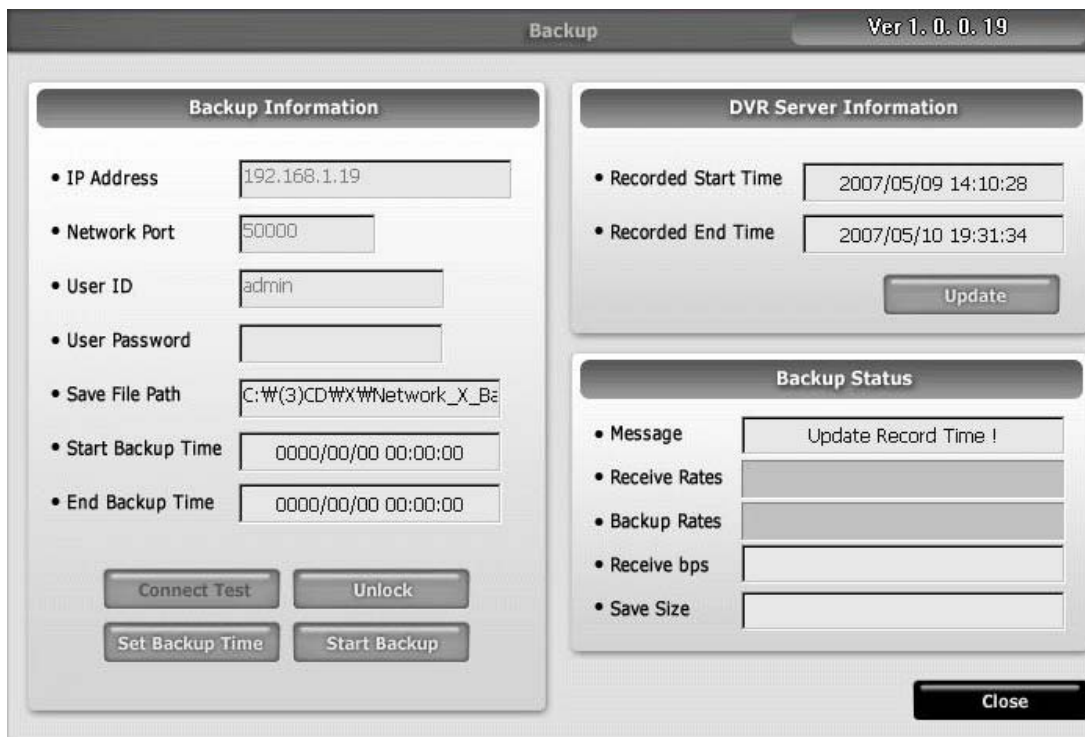 Backup
Ver 1. 0. 0. 19
Backup Information
• IP Address 192.168.1.19
• Network Port 50000
• User ID admin
• User Password
• Save File Path C:₩(3)CD₩X₩Network_X_Ba
• Start Backup Time 0000/00/00 00:00:00
• End Backup Time 0000/00/00 00:00:00
Connect Test Unlock
Set Backup Time Start Backup
DVR Server Information
• Recorded Start Time 2007/05/09 14:10:28
• Recorded End Time 2007/05/10 19:31:34
Update
Backup Status
• Message Update Record Time !
• Receive Rates
• Backup Rates
• Receive bps
• Save Size
Close